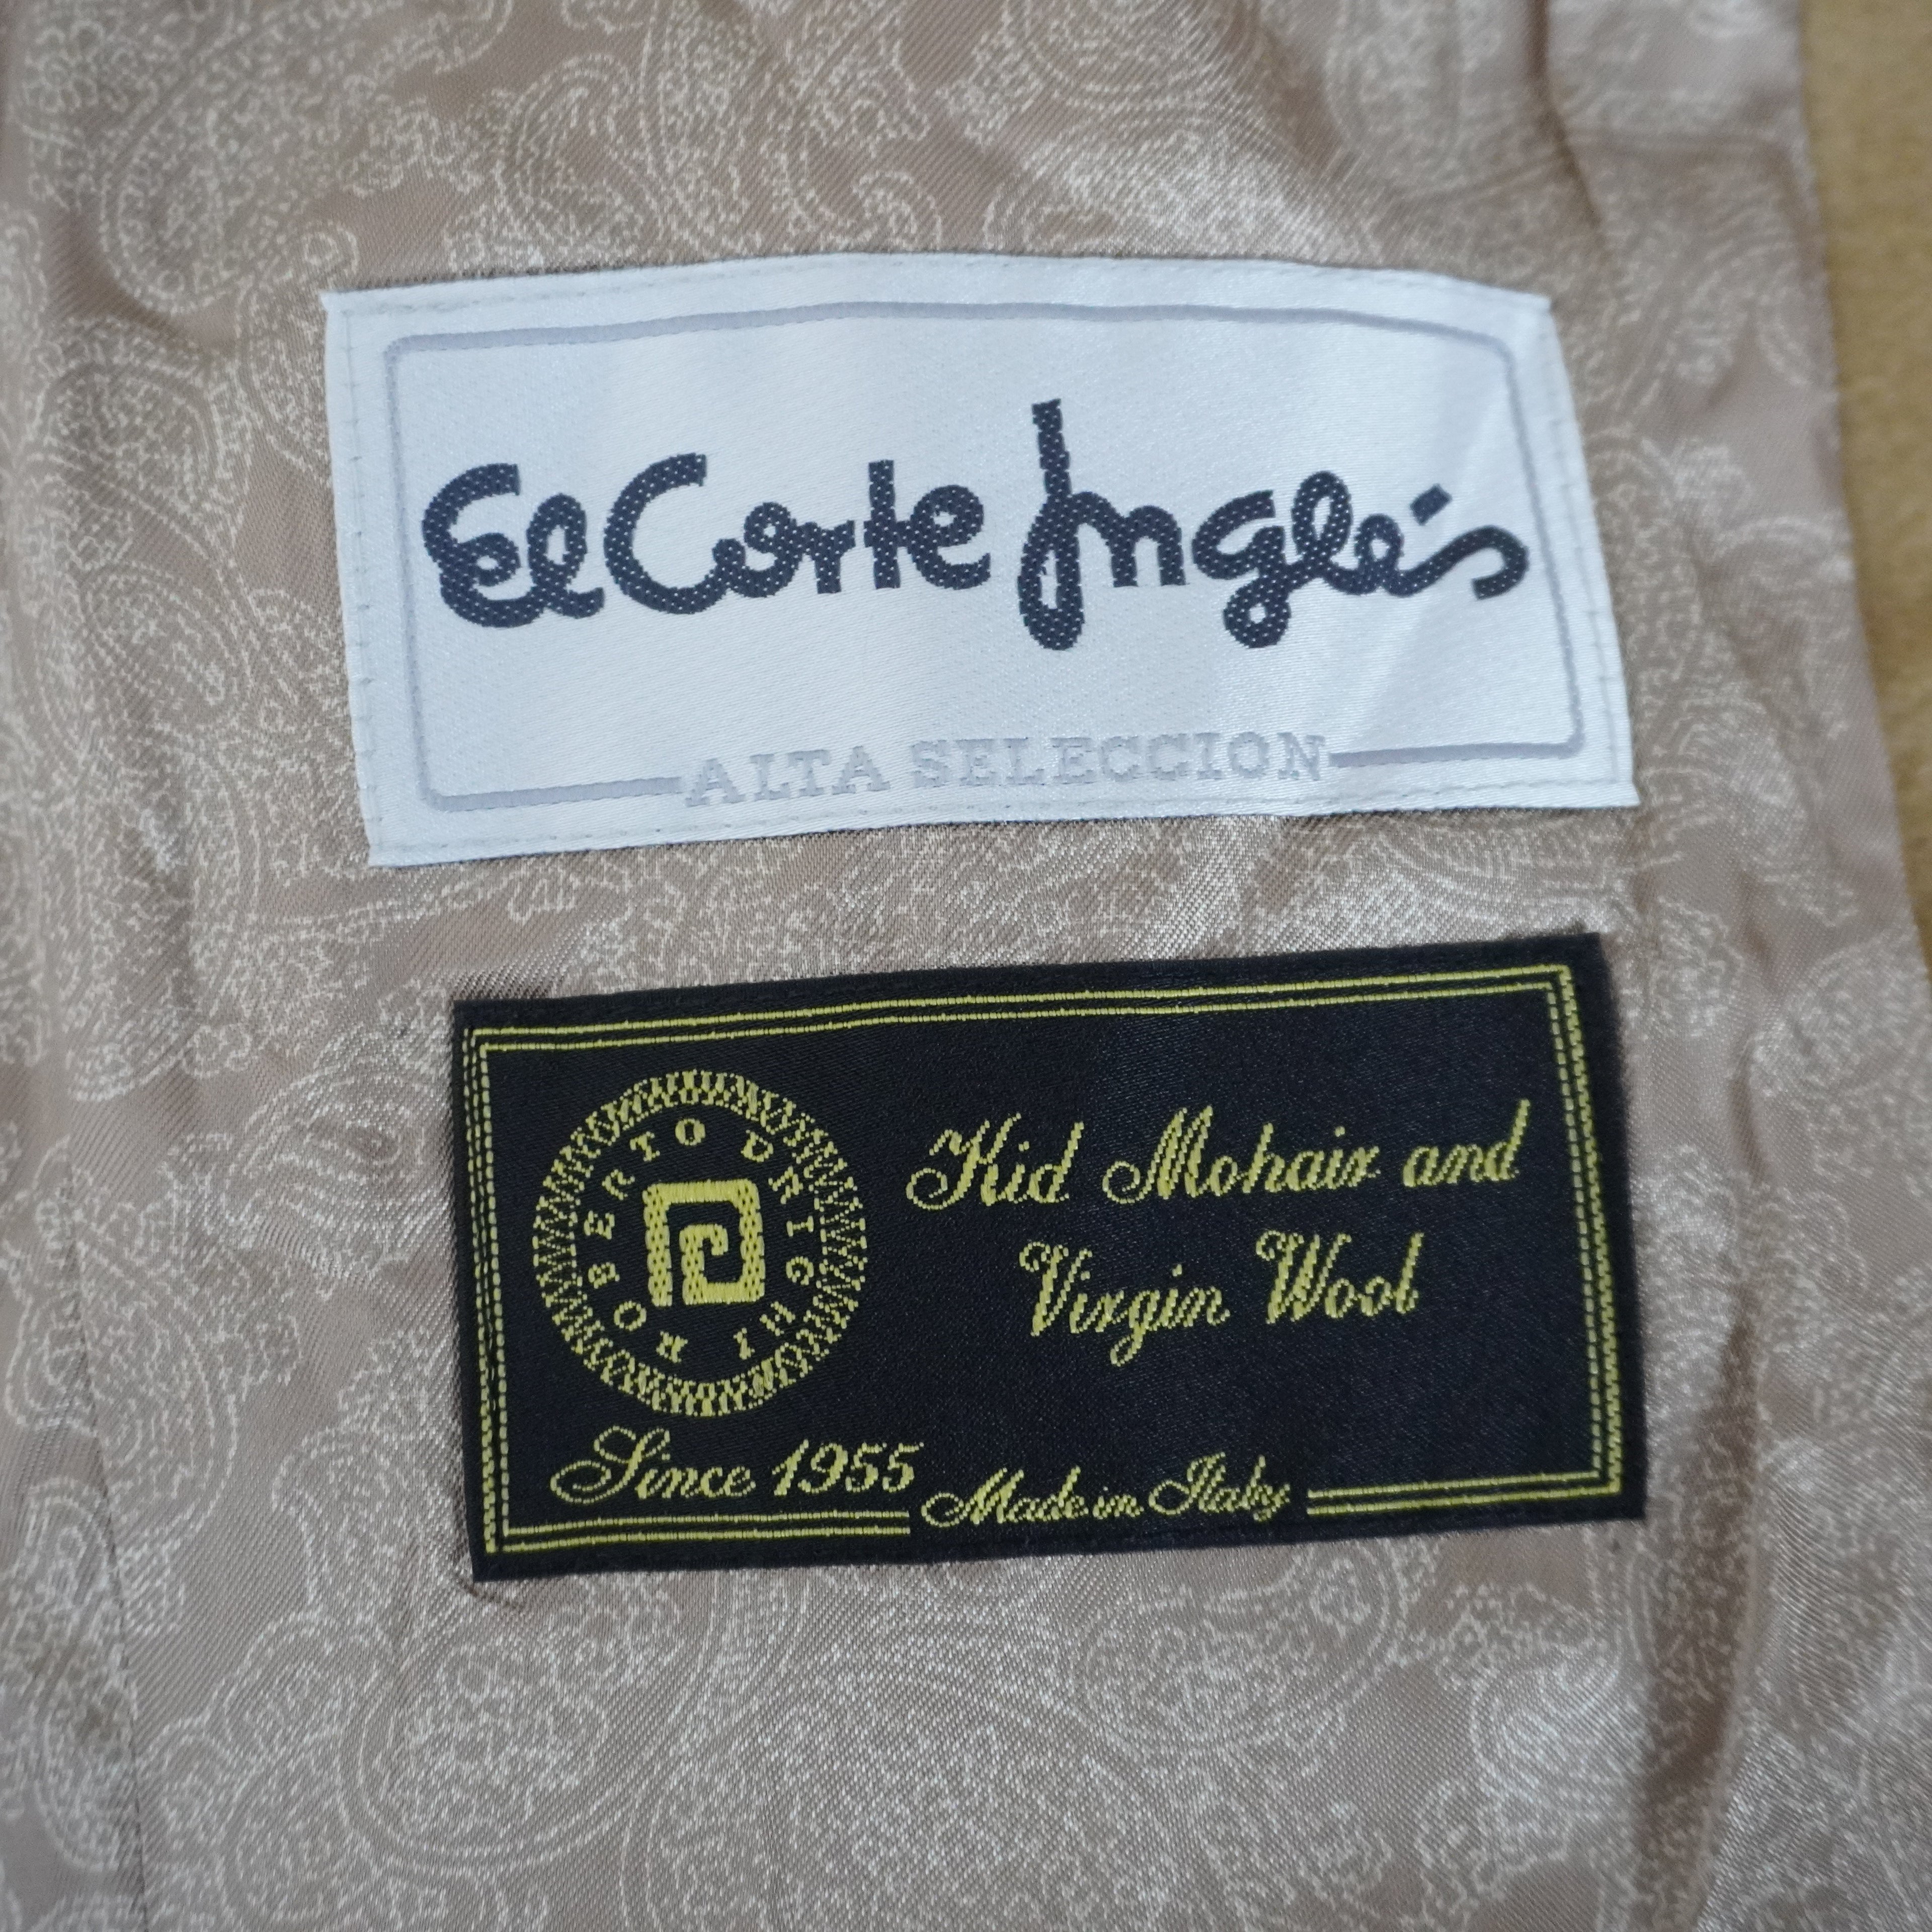 El Corte Inglés
ALTA SELECCION
ROBERTO DRIGHI
Kid Mohair and
Virgin Wool
Since 1955
Made in Italy